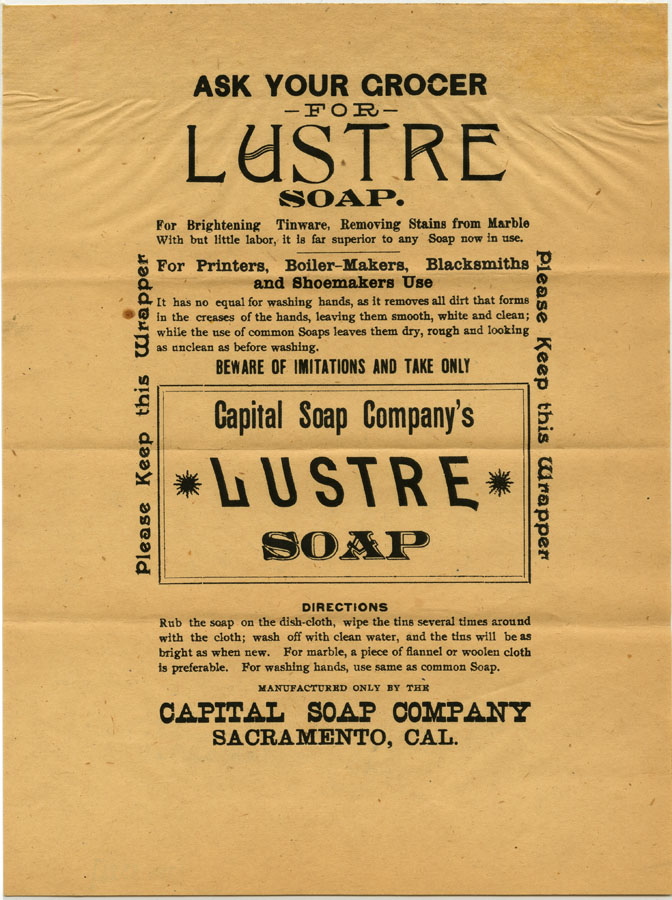 ASK YOUR GROCER
—FOR—
LUSTRE
SOAP.
For Brightening Tinware, Removing Stains from Marble
With but little labor, it is far superior to any Soap now in use.
For Printers, Boiler-Makers, Blacksmiths
and Shoemakers Use
It has no equal for washing hands, as it removes all dirt that forms
in the creases of the hands, leaving them smooth, white and clean;
while the use of common Soaps leaves them dry, rough and looking
as unclean as before washing.
BEWARE OF IMITATIONS AND TAKE ONLY
Please Keep this Wrapper
Please Keep this Wrapper
Capital Soap Company's
LUSTRE
SOAP
DIRECTIONS
Rub the soap on the dish-cloth, wipe the tins several times around
with the cloth; wash off with clean water, and the tins will be as
bright as when new. For marble, a piece of flannel or woolen cloth
is preferable. For washing hands, use same as common Soap.
MANUFACTURED ONLY BY THE
CAPITAL SOAP COMPANY
SACRAMENTO, CAL.